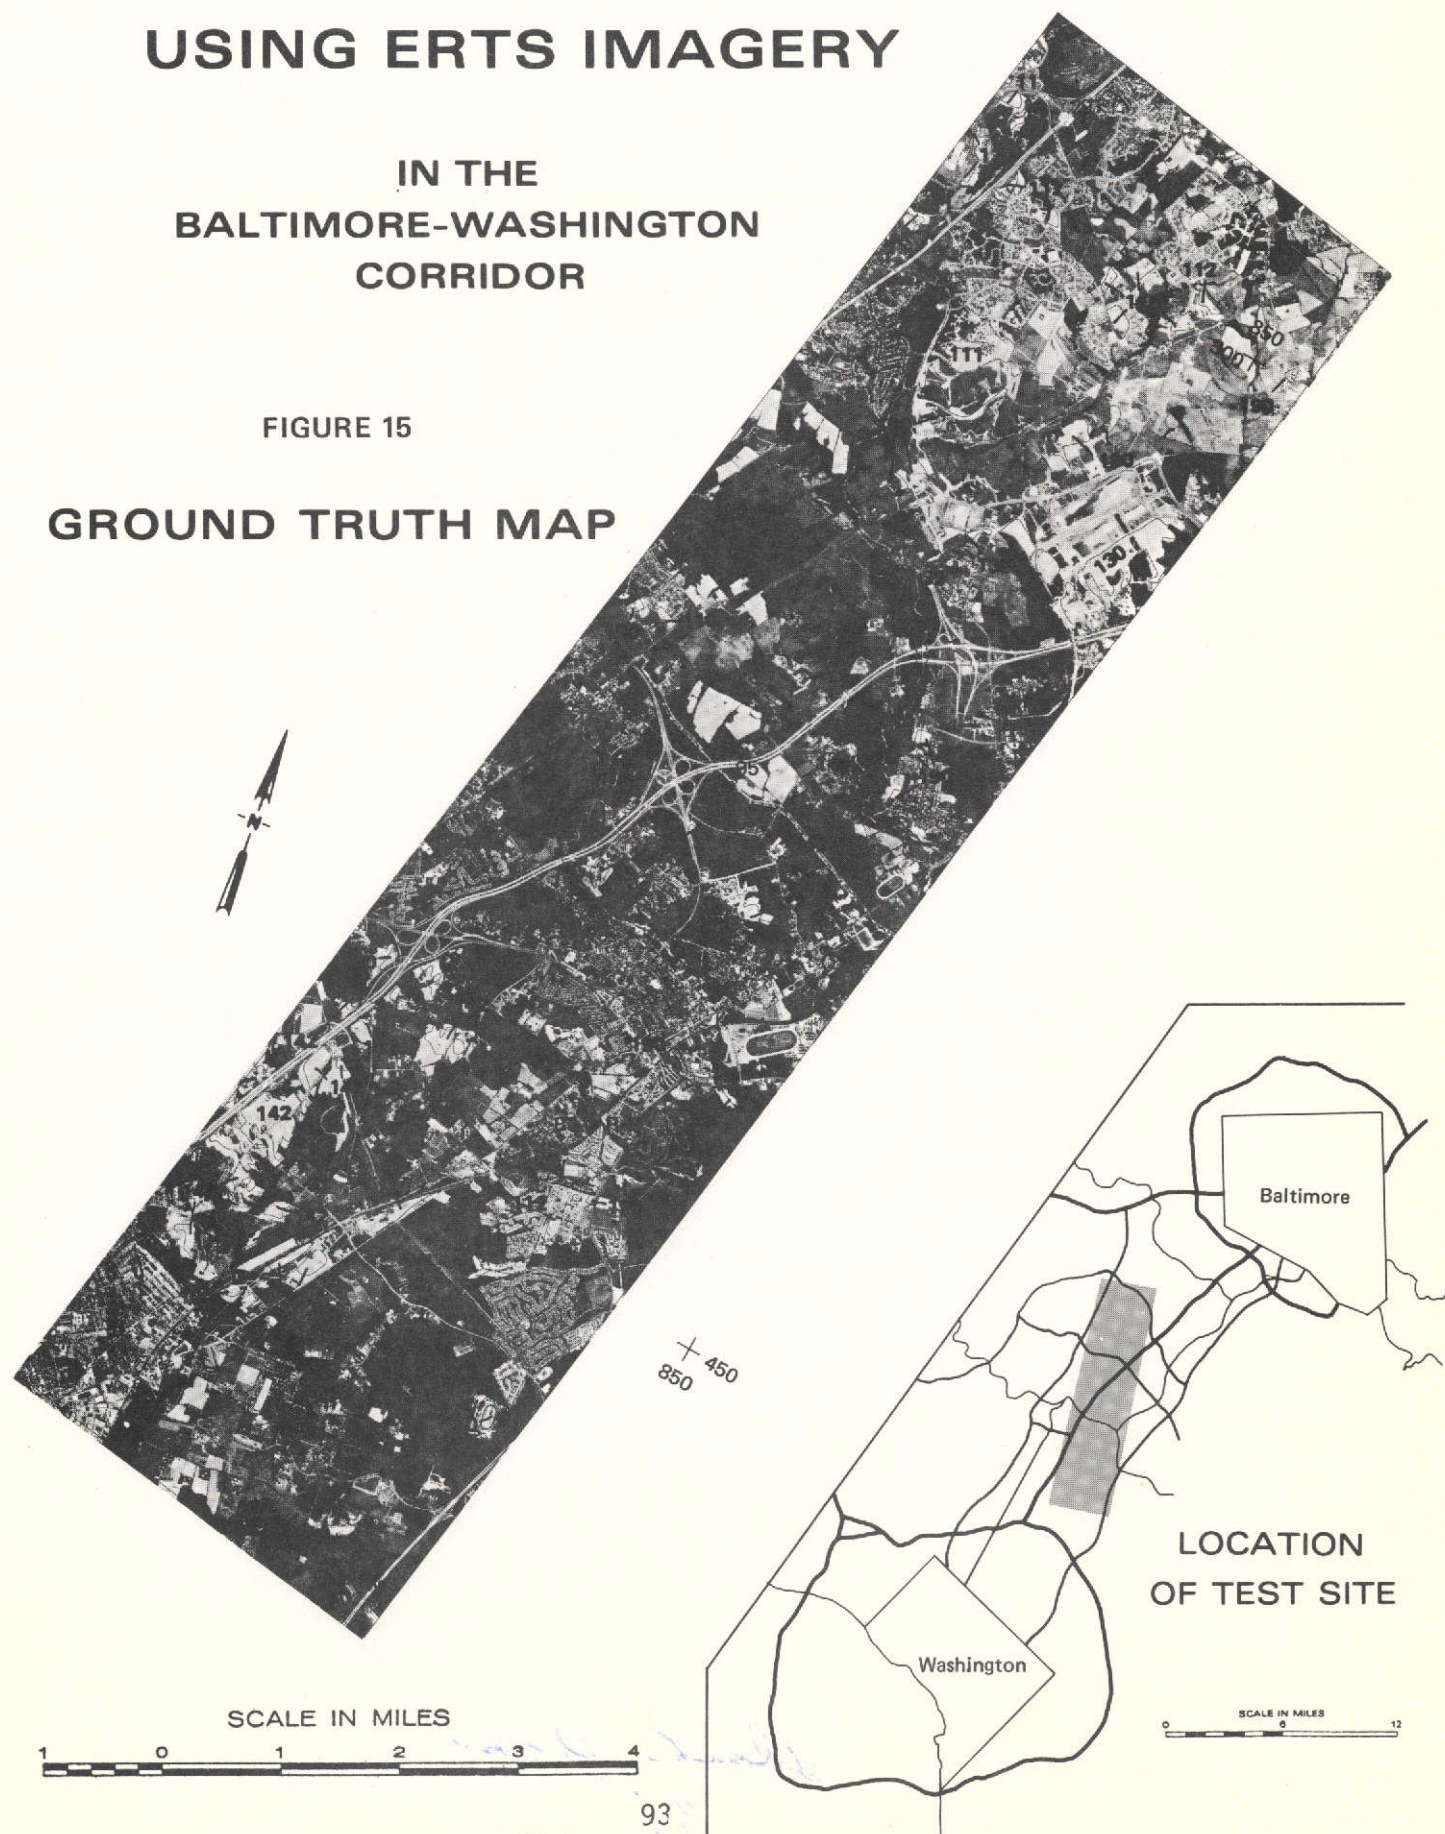 USING ERTS IMAGERY
IN THE
BALTIMORE-WASHINGTON
CORRIDOR
FIGURE 15
GROUND TRUTH MAP
112
850
111
130
N
95
142
450
850
Baltimore
LOCATION
OF TEST SITE
Washington
SCALE IN MILES
1 0 1 2 3 4
SCALE IN MILES
0 6 12
93